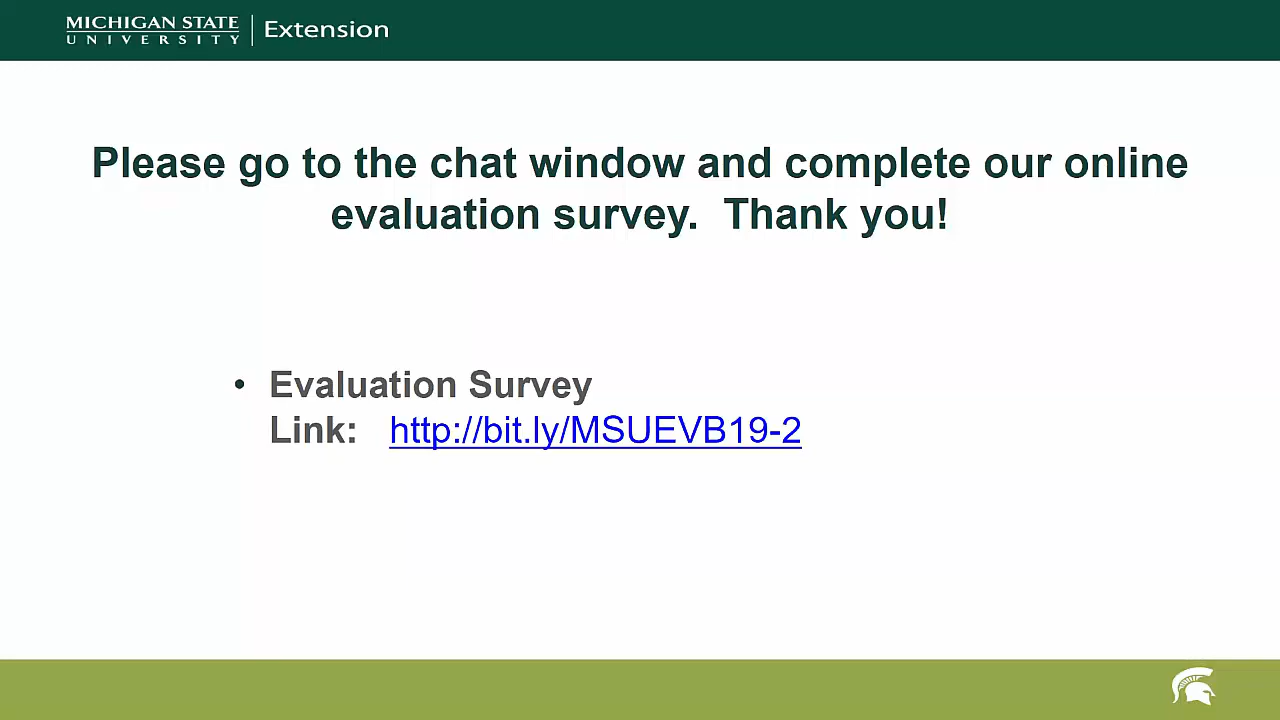 MICHIGAN STATE
UNIVERSITY
Extension
Please go to the chat window and complete our online
evaluation survey.  Thank you!
• Evaluation Survey
Link:   http://bit.ly/MSUEVB19-2